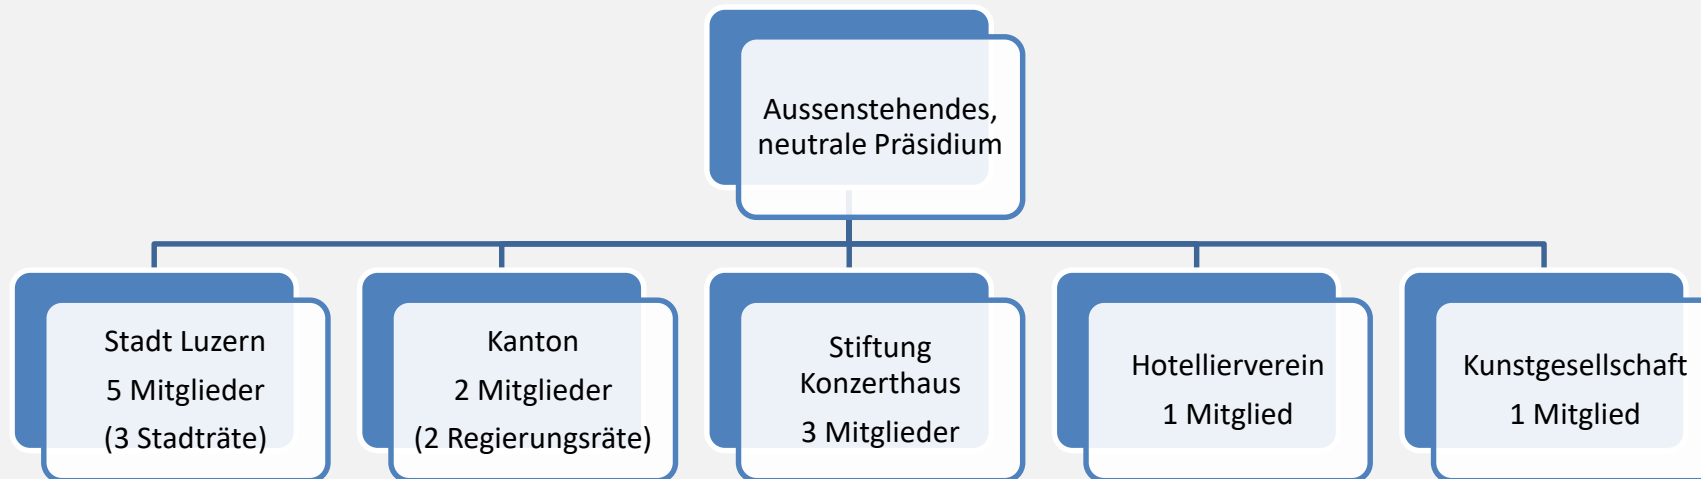 Aussenstehendes,
neutrale Präsidium
Stadt Luzern
5 Mitglieder
(3 Stadträte)
Kanton
2 Mitglieder
(2 Regierungsräte)
Stiftung
Konzerthaus
3 Mitglieder
Hotellierverein
1 Mitglied
Kunstgesellschaft
1 Mitglied